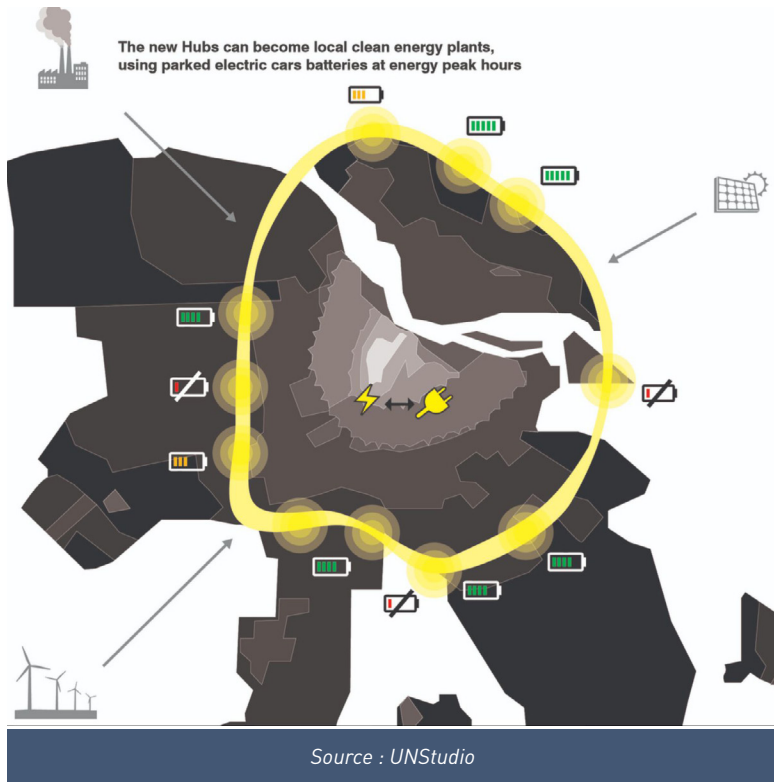 The new Hubs can become local clean energy plants,
using parked electric cars batteries at energy peak hours
Source : UNStudio